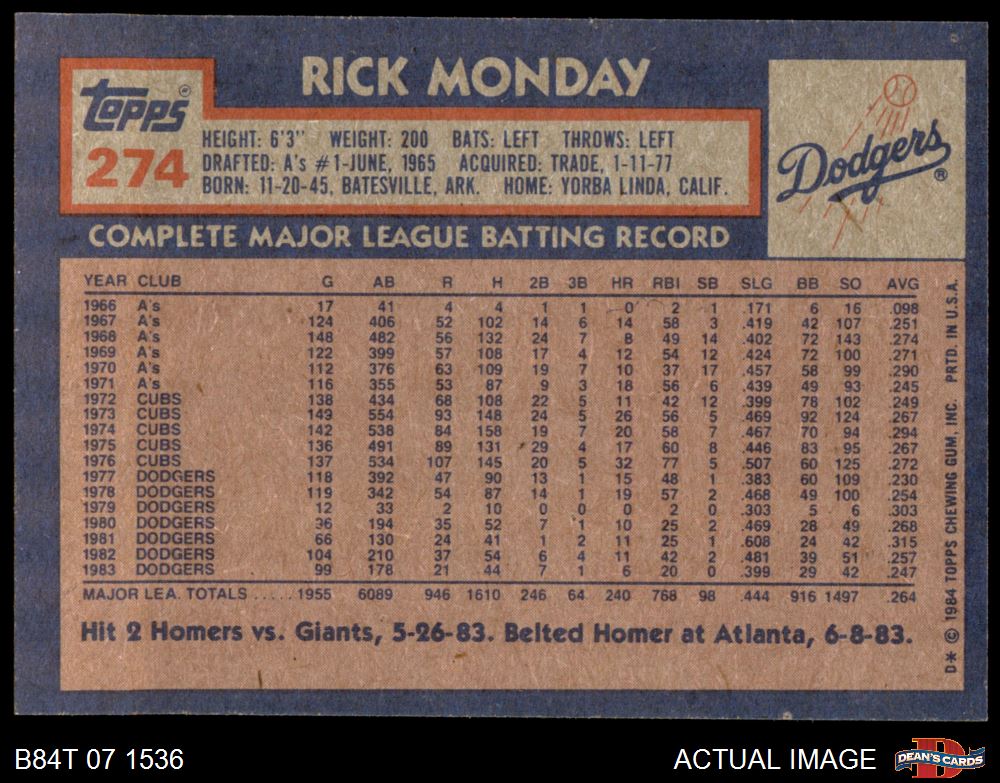 RICK MONDAY
topps®
274
HEIGHT: 6'3" WEIGHT: 200 BATS: LEFT THROWS: LEFT
DRAFTED: A's #1-JUNE, 1965 ACQUIRED: TRADE, 1-11-77
BORN: 11-20-45, BATESVILLE, ARK. HOME: YORBA LINDA, CALIF.
Dodgers®
COMPLETE MAJOR LEAGUE BATTING RECORD
YEAR CLUB G AB R H 2B 3B HR RBI SB SLG BB SO AVG
1966 A's 17 41 4 4 1 1 0 2 1 .171 6 16 .098
1967 A's 124 406 52 102 14 6 14 58 3 .419 42 107 .251
1968 A's 148 482 56 132 24 7 8 49 14 .402 72 143 .274
1969 A's 122 399 57 108 17 4 12 54 12 .424 72 100 .271
1970 A's 112 376 63 109 19 7 10 37 17 .457 58 99 .290
1971 A's 116 355 53 87 9 3 18 56 6 .439 49 93 .245
1972 CUBS 138 434 68 108 22 5 11 42 12 .399 78 102 .249
1973 CUBS 149 554 93 148 24 5 26 56 5 .469 92 124 .267
1974 CUBS 142 538 84 158 19 7 20 58 7 .467 70 94 .294
1975 CUBS 136 491 89 131 29 4 17 60 8 .446 83 95 .267
1976 CUBS 137 534 107 145 20 5 32 77 5 .507 60 125 .272
1977 DODGERS 118 392 47 90 13 1 15 48 1 .383 60 109 .230
1978 DODGERS 119 342 54 87 14 1 19 57 2 .468 49 100 .254
1979 DODGERS 12 33 2 10 0 0 0 2 0 .303 5 6 .303
1980 DODGERS 96 194 35 52 7 1 10 25 2 .469 28 49 .268
1981 DODGERS 66 130 24 41 1 2 11 25 1 .608 24 42 .315
1982 DODGERS 104 210 37 54 6 4 11 42 2 .481 39 51 .257
1983 DODGERS 99 178 21 44 7 1 6 20 0 .399 29 42 .247
MAJOR LEA. TOTALS ..... 1955 6089 946 1610 246 64 240 768 98 .444 916 1497 .264
Hit 2 Homers vs. Giants, 5-26-83. Belted Homer at Atlanta, 6-8-83.
D* © 1984 TOPPS CHEWING GUM, INC. PRTD. IN U.S.A.
B84T 07 1536
ACTUAL IMAGE
D
DEAN'S CARDS